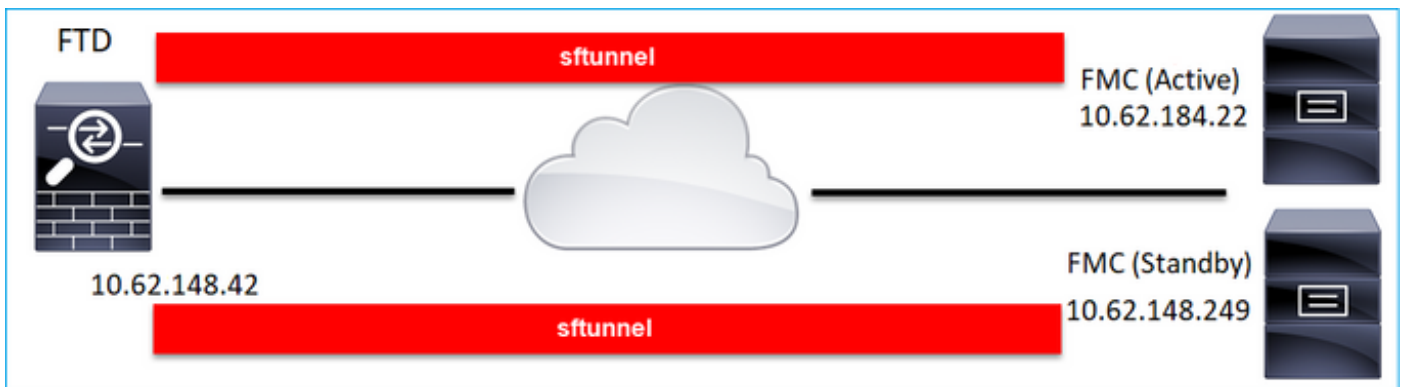 FTD
sftunnel
FMC (Active)
10.62.184.22
10.62.148.42
FMC (Standby)
10.62.148.249
sftunnel